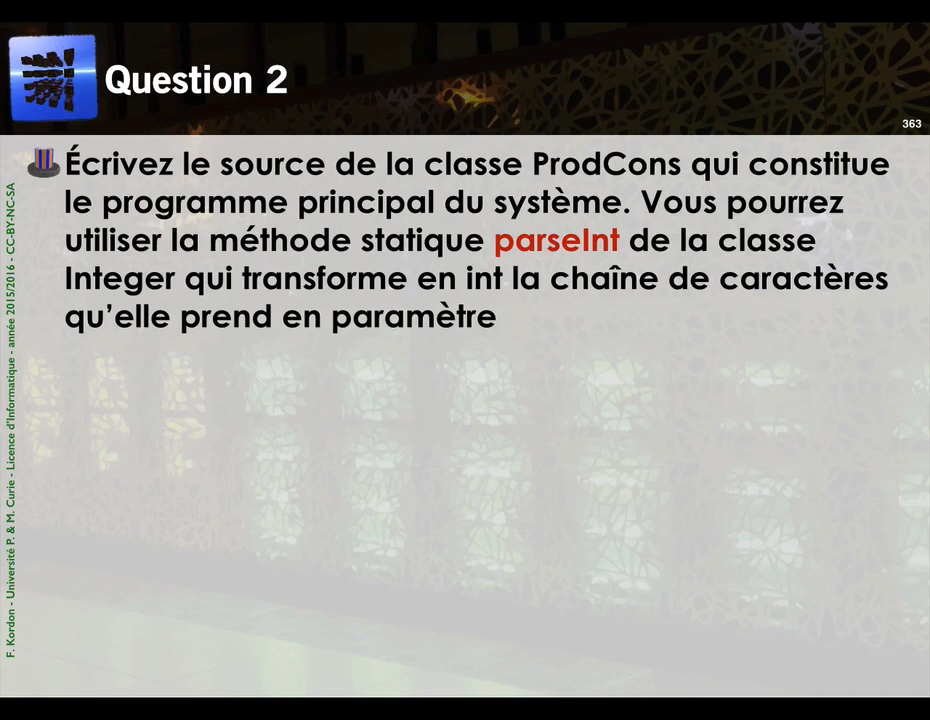 Question 2
363
Écrivez le source de la classe ProdCons qui constitue
le programme principal du système. Vous pourrez
utiliser la méthode statique parseInt de la classe
Integer qui transforme en int la chaîne de caractères
qu’elle prend en paramètre
F. Kordon - Université P. & M. Curie - Licence d'Informatique - année 2015/2016 - CC-BY-NC-SA